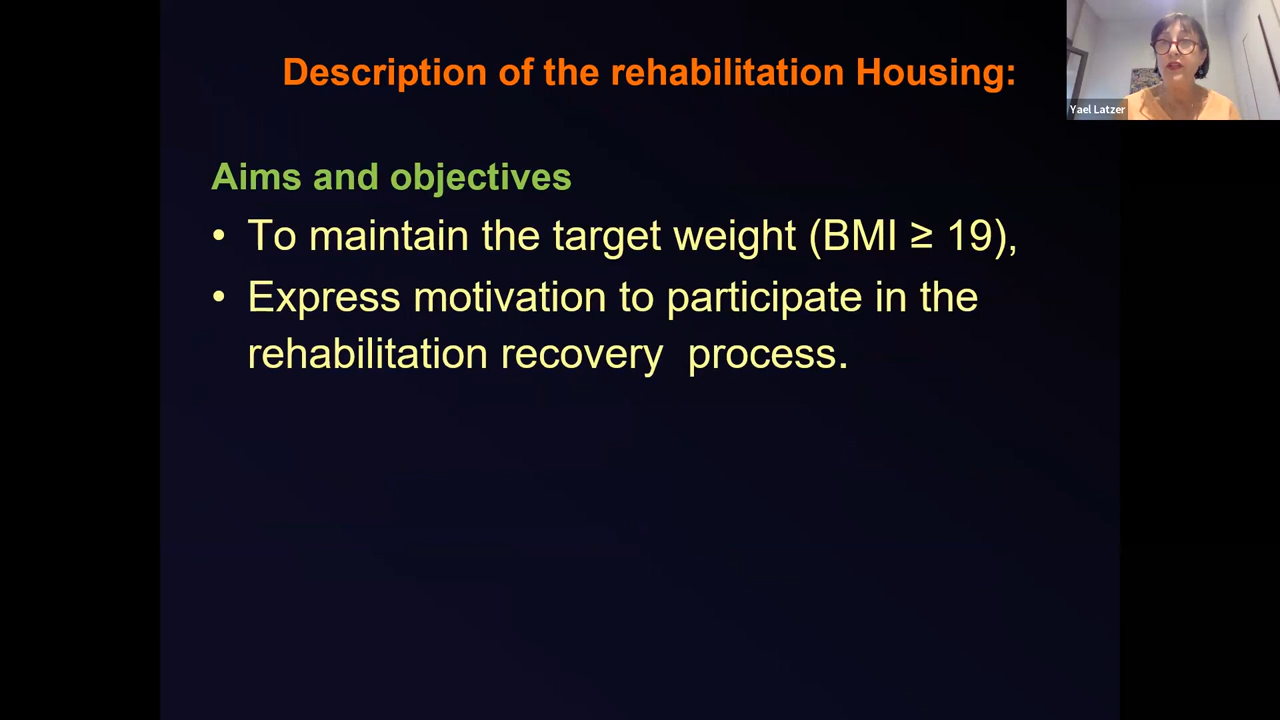 Description of the rehabilitation Housing:
Yael Latzer
Aims and objectives
• To maintain the target weight (BMI ≥ 19),
• Express motivation to participate in the
rehabilitation recovery  process.